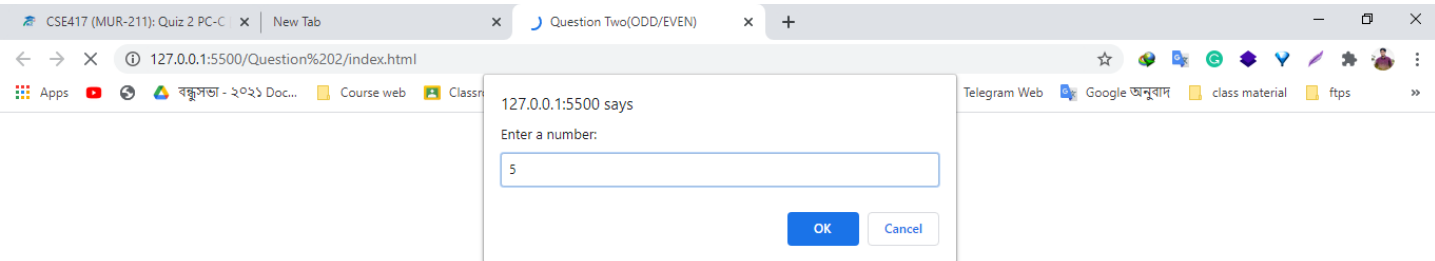 CSE417 (MUR-211): Quiz 2 PC-C
New Tab
Question Two(ODD/EVEN)
127.0.0.1:5500/Question%202/index.html
Apps
বন্ধুসভা - ২০২১ Doc...
Course web
Classr
Telegram Web
Google অনুবাদ
class material
ftps
127.0.0.1:5500 says
Enter a number:
5
OK
Cancel